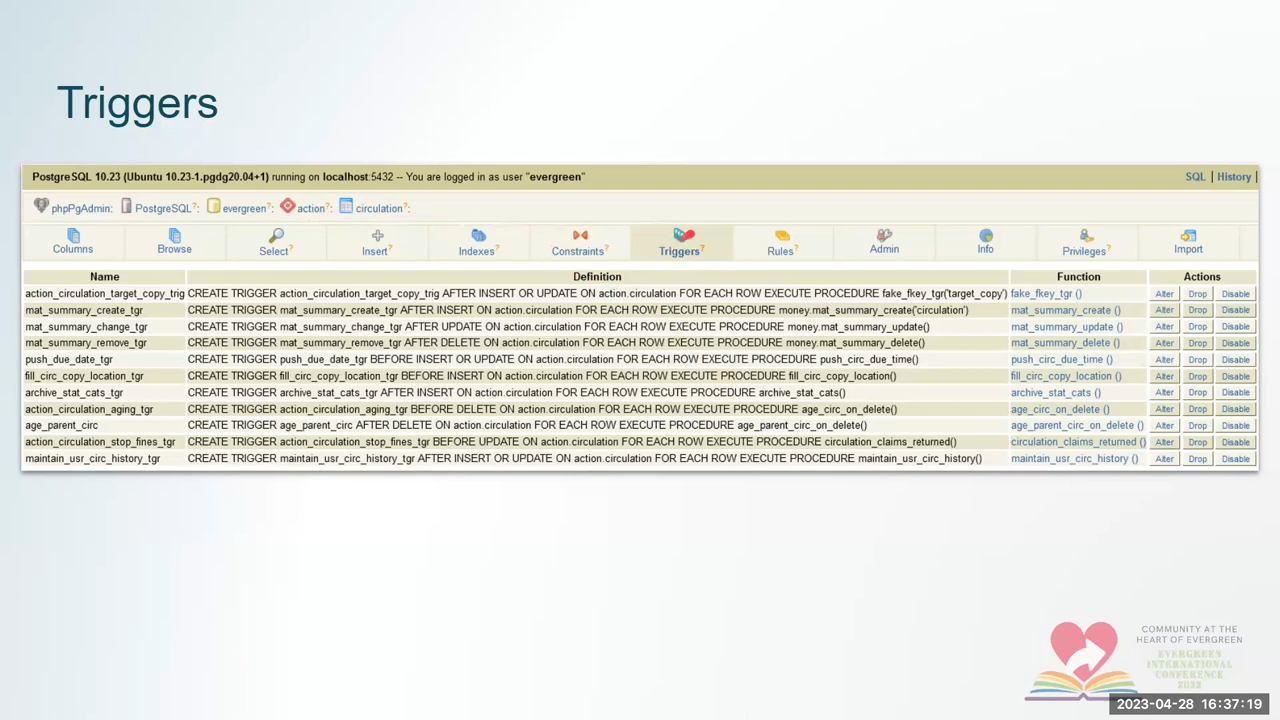 Triggers
PostgreSQL 10.23 (Ubuntu 10.23-1.pgdg20.04+1) running on localhost:5432 -- You are logged in as user "evergreen" SQL | History |
phpPgAdmin: PostgreSQL?: evergreen?: action?: circulation?:
Columns Browse Select? Insert? Indexes? Constraints? Triggers? Rules? Admin Info Privileges? Import
Name Definition Function Actions
action_circulation_target_copy_trig CREATE TRIGGER action_circulation_target_copy_trig AFTER INSERT OR UPDATE ON action.circulation FOR EACH ROW EXECUTE PROCEDURE fake_fkey_tgr('target_copy') fake_fkey_tgr () Alter Drop Disable
mat_summary_create_tgr CREATE TRIGGER mat_summary_create_tgr AFTER INSERT ON action.circulation FOR EACH ROW EXECUTE PROCEDURE money.mat_summary_create('circulation') mat_summary_create () Alter Drop Disable
mat_summary_change_tgr CREATE TRIGGER mat_summary_change_tgr AFTER UPDATE ON action.circulation FOR EACH ROW EXECUTE PROCEDURE money.mat_summary_update() mat_summary_update () Alter Drop Disable
mat_summary_remove_tgr CREATE TRIGGER mat_summary_remove_tgr AFTER DELETE ON action.circulation FOR EACH ROW EXECUTE PROCEDURE money.mat_summary_delete() mat_summary_delete () Alter Drop Disable
push_due_date_tgr CREATE TRIGGER push_due_date_tgr BEFORE INSERT OR UPDATE ON action.circulation FOR EACH ROW EXECUTE PROCEDURE push_circ_due_time() push_circ_due_time () Alter Drop Disable
fill_circ_copy_location_tgr CREATE TRIGGER fill_circ_copy_location_tgr BEFORE INSERT ON action.circulation FOR EACH ROW EXECUTE PROCEDURE fill_circ_copy_location() fill_circ_copy_location () Alter Drop Disable
archive_stat_cats_tgr CREATE TRIGGER archive_stat_cats_tgr AFTER INSERT ON action.circulation FOR EACH ROW EXECUTE PROCEDURE archive_stat_cats() archive_stat_cats () Alter Drop Disable
action_circulation_aging_tgr CREATE TRIGGER action_circulation_aging_tgr BEFORE DELETE ON action.circulation FOR EACH ROW EXECUTE PROCEDURE age_circ_on_delete() age_circ_on_delete () Alter Drop Disable
age_parent_circ CREATE TRIGGER age_parent_circ AFTER DELETE ON action.circulation FOR EACH ROW EXECUTE PROCEDURE age_parent_circ_on_delete() age_parent_circ_on_delete () Alter Drop Disable
action_circulation_stop_fines_tgr CREATE TRIGGER action_circulation_stop_fines_tgr BEFORE UPDATE ON action.circulation FOR EACH ROW EXECUTE PROCEDURE circulation_claims_returned() circulation_claims_returned () Alter Drop Disable
maintain_usr_circ_history_tgr CREATE TRIGGER maintain_usr_circ_history_tgr AFTER INSERT OR UPDATE ON action.circulation FOR EACH ROW EXECUTE PROCEDURE maintain_usr_circ_history() maintain_usr_circ_history () Alter Drop Disable
COMMUNITY AT THE
HEART OF EVERGREEN
EVERGREEN
INTERNATIONAL
CONFERENCE
2023-04-28 16:37:19